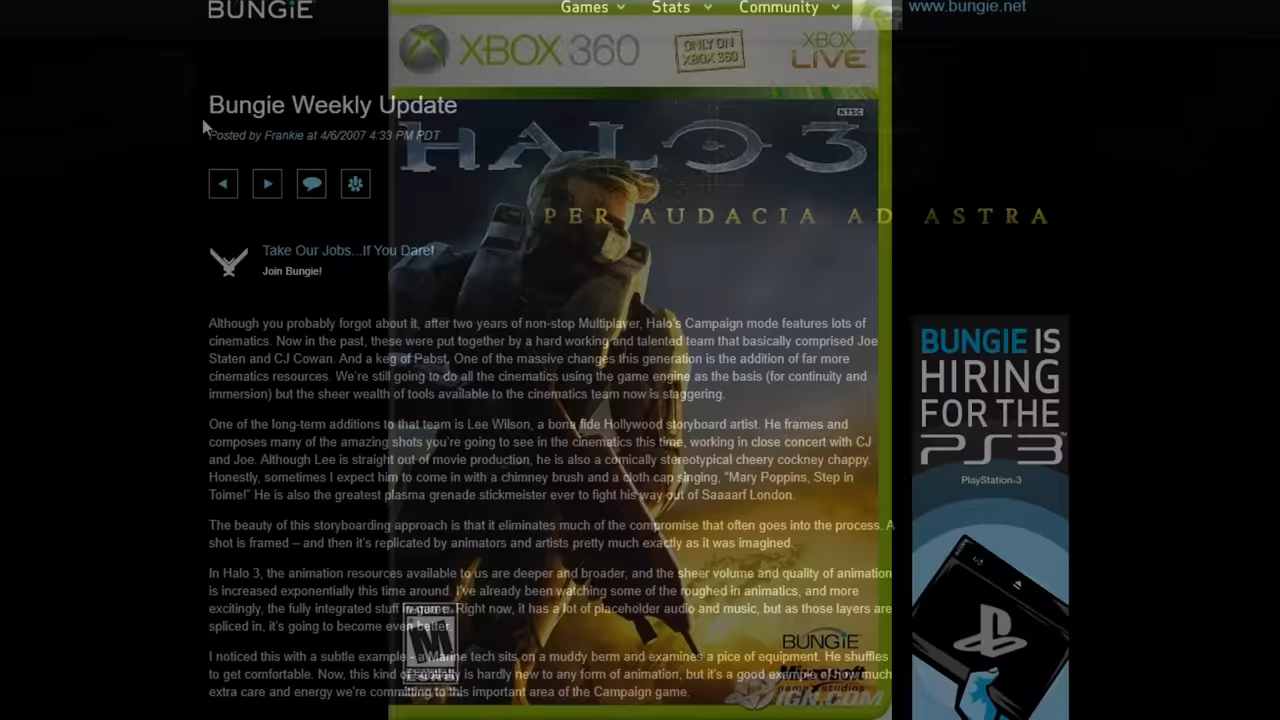 BUNGiE
Games
Stats
Community
www.bungie.net
XBOX 360
ONLY ON
XBOX 360
XBOX
LIVE
Bungie Weekly Update
NTSC
Posted by Frankie at 4/6/2007 4:33 PM PDT
HALO 3
PER AUDACIA AD ASTRA
Take Our Jobs...If You Dare!
Join Bungie!
Although you probably forgot about it, after two years of non-stop Multiplayer, Halo's Campaign mode features lots of
cinematics. Now in the past, these were put together by a hard working and talented team that basically comprised Joe
Staten and CJ Cowan. And a keg of Pabst. One of the massive changes this generation is the addition of far more
cinematics resources. We're still going to do all the cinematics using the game engine as the basis (for continuity and
immersion) but the sheer wealth of tools available to the cinematics team now is staggering.
One of the long-term additions to that team is Lee Wilson, a bona fide Hollywood storyboard artist. He frames and
composes many of the amazing shots you're going to see in the cinematics this time, working in close concert with CJ
and Joe. Although Lee is straight out of movie production, he is also a comically stereotypical cheery cockney chappy.
Honestly, sometimes I expect him to come in with a chimney brush and a cloth cap singing, "Mary Poppins, Step in
Toime!" He is also the greatest plasma grenade stickmeister ever to fight his way out of Saaaarf London.
The beauty of this storyboarding approach is that it eliminates much of the compromise that often goes into the process. A
shot is framed – and then it's replicated by animators and artists pretty much exactly as it was imagined.
In Halo 3, the animation resources available to us are deeper and broader, and the sheer volume and quality of animation
is increased exponentially this time around. I've already been watching some of the roughed in animatics, and more
excitingly, the fully integrated stuff in-game. Right now, it has a lot of placeholder audio and music, but as those layers are
spliced in, it's going to become even better.
I noticed this with a subtle example - a Marine tech sits on a muddy berm and examines a pice of equipment. He shuffles
to get comfortable. Now, this kind of subtlety is hardly new to any form of animation, but it's a good example of how much
extra care and energy we're committing to this important area of the Campaign game.
M
BUNGiE
Microsoft
game studios
IGN.COM
BUNGIE IS
HIRING
FOR THE
PS3
PlayStation.3